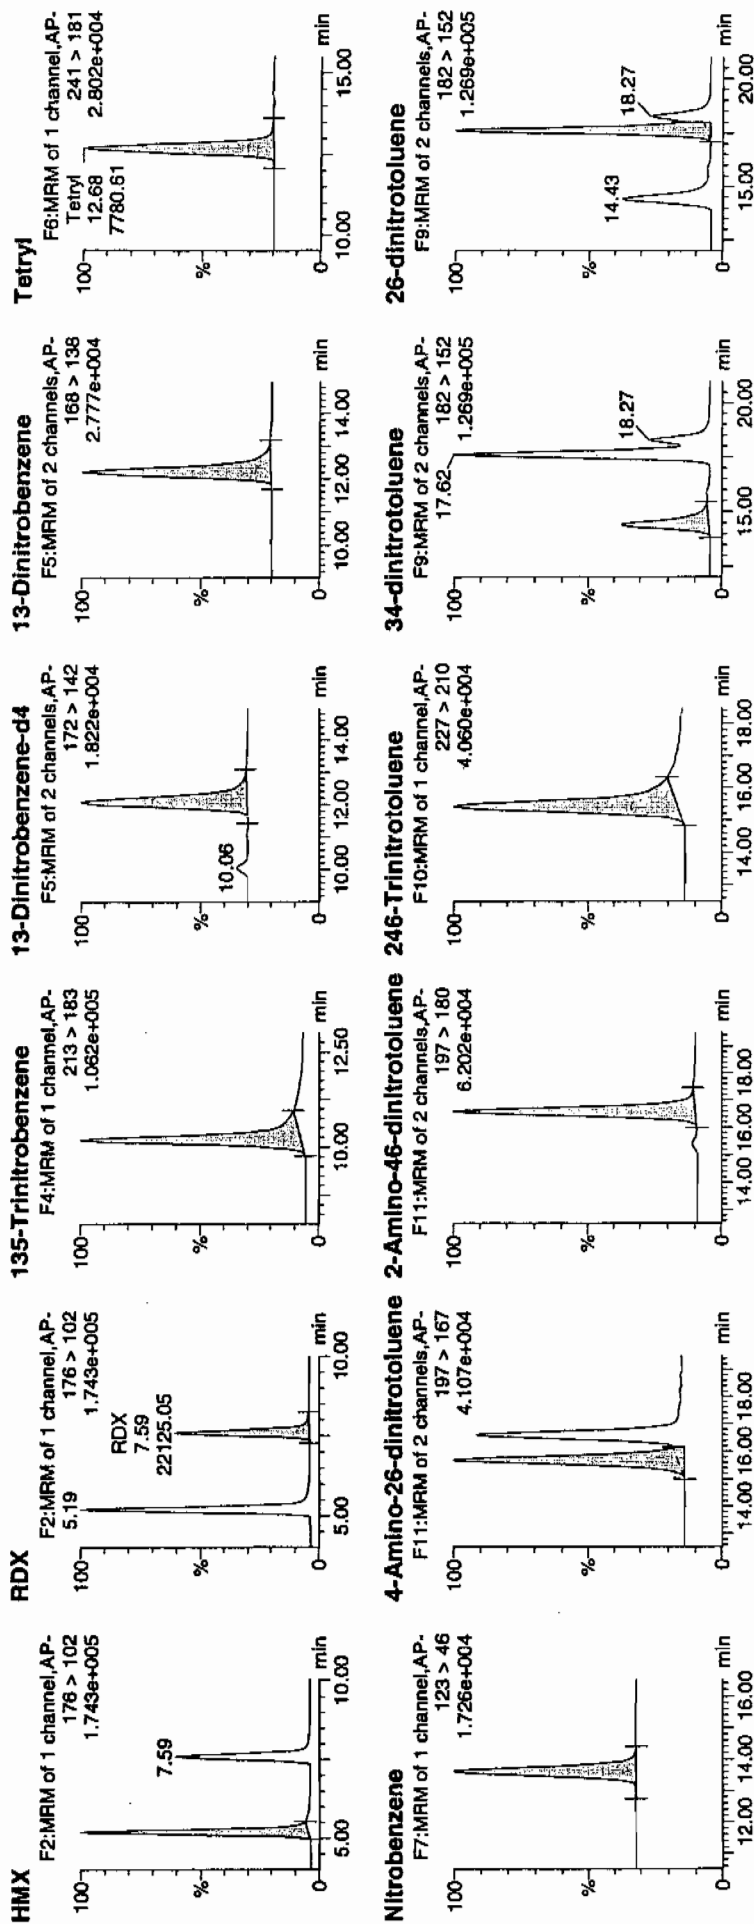 HMX
F2:MRM of 1 channel,AP-
176 > 102
1.743e+005
100
7.59
%
0
5.00
10.00
min
RDX
F2:MRM of 1 channel,AP-
176 > 102
1.743e+005
100
5.19
RDX
7.59
22125.05
%
0
5.00
10.00
min
135-Trinitrobenzene
F4:MRM of 1 channel,AP-
213 > 183
1.062e+005
100
%
0
10.00
12.50
min
13-Dinitrobenzene-d4
F5:MRM of 2 channels,AP-
172 > 142
1.822e+004
100
10.06
%
0
10.00
12.00
14.00
min
13-Dinitrobenzene
F5:MRM of 2 channels,AP-
168 > 138
2.777e+004
100
%
0
10.00
12.00
14.00
min
Tetryl
F6:MRM of 1 channel,AP-
241 > 181
2.802e+004
100
Tetryl
12.68
7780.61
%
0
10.00
15.00
min
Nitrobenzene
F7:MRM of 1 channel,AP-
123 > 46
1.726e+004
100
%
0
12.00
14.00
16.00
min
4-Amino-26-dinitrotoluene
F11:MRM of 2 channels,AP-
197 > 167
4.107e+004
100
%
0
14.00
16.00
18.00
min
2-Amino-46-dinitrotoluene
F11:MRM of 2 channels,AP-
197 > 180
6.202e+004
100
%
0
14.00
16.00
18.00
min
246-Trinitrotoluene
F10:MRM of 1 channel,AP-
227 > 210
4.060e+004
100
%
0
14.00
16.00
18.00
min
34-dinitrotoluene
F9:MRM of 2 channels,AP-
182 > 152
1.269e+005
100
17.62
18.27
%
0
15.00
20.00
min
26-dinitrotoluene
F9:MRM of 2 channels,AP-
182 > 152
1.269e+005
100
14.43
18.27
%
0
15.00
20.00
min